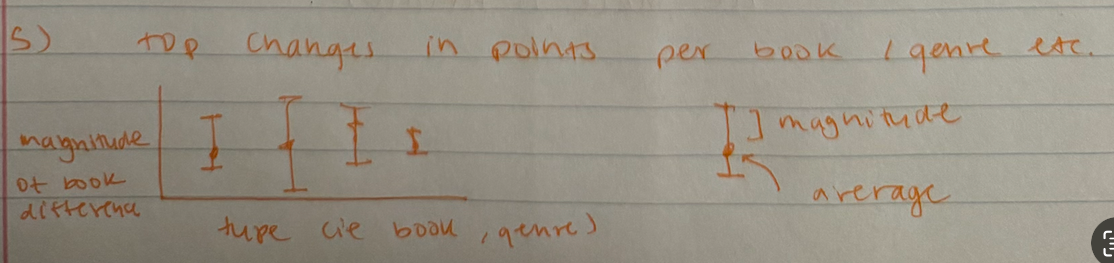 5) top changes in points per book / genre etc.
magnitude
of book
difference
type (ie book, genre)
] magnitude
average